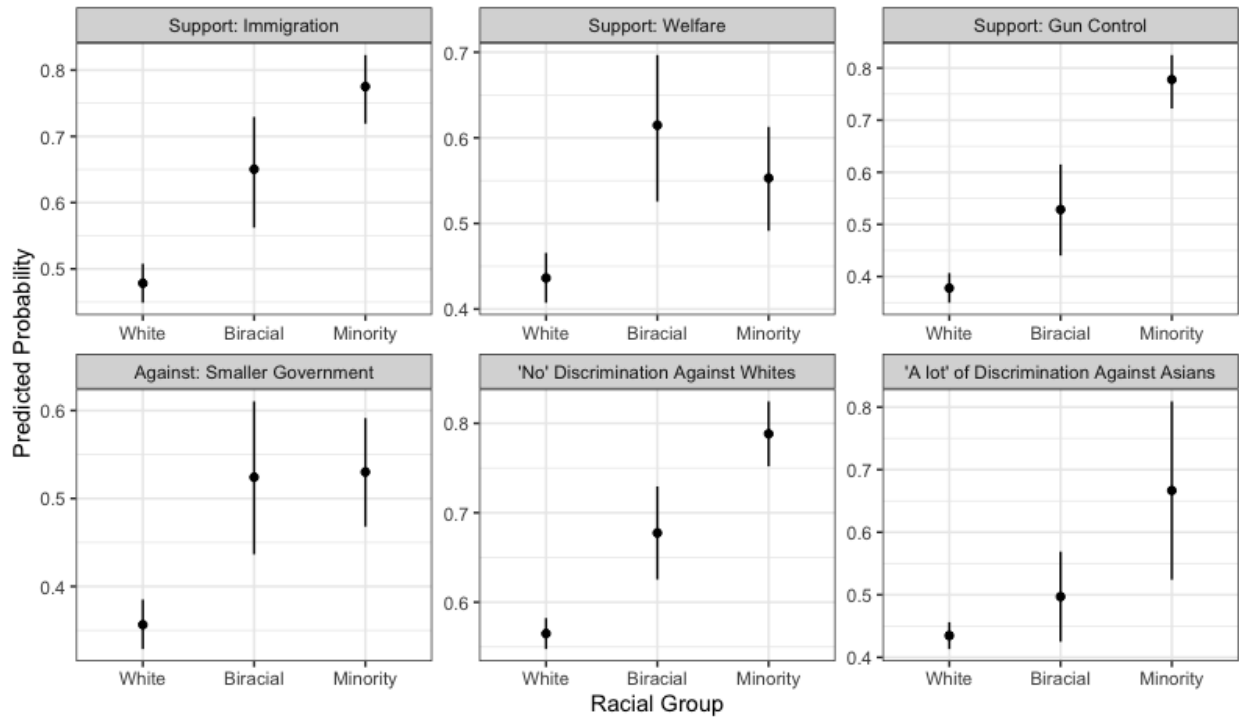 Support: Immigration
Support: Welfare
Support: Gun Control
0.8
0.7
0.6
0.5
0.7
0.6
0.5
0.4
0.8
0.7
0.6
0.5
0.4
White Biracial Minority
White Biracial Minority
White Biracial Minority
Predicted Probability
Against: Smaller Government
'No' Discrimination Against Whites
'A lot' of Discrimination Against Asians
0.6
0.5
0.4
0.8
0.7
0.6
0.8
0.7
0.6
0.5
0.4
White Biracial Minority
White Biracial Minority
White Biracial Minority
Racial Group